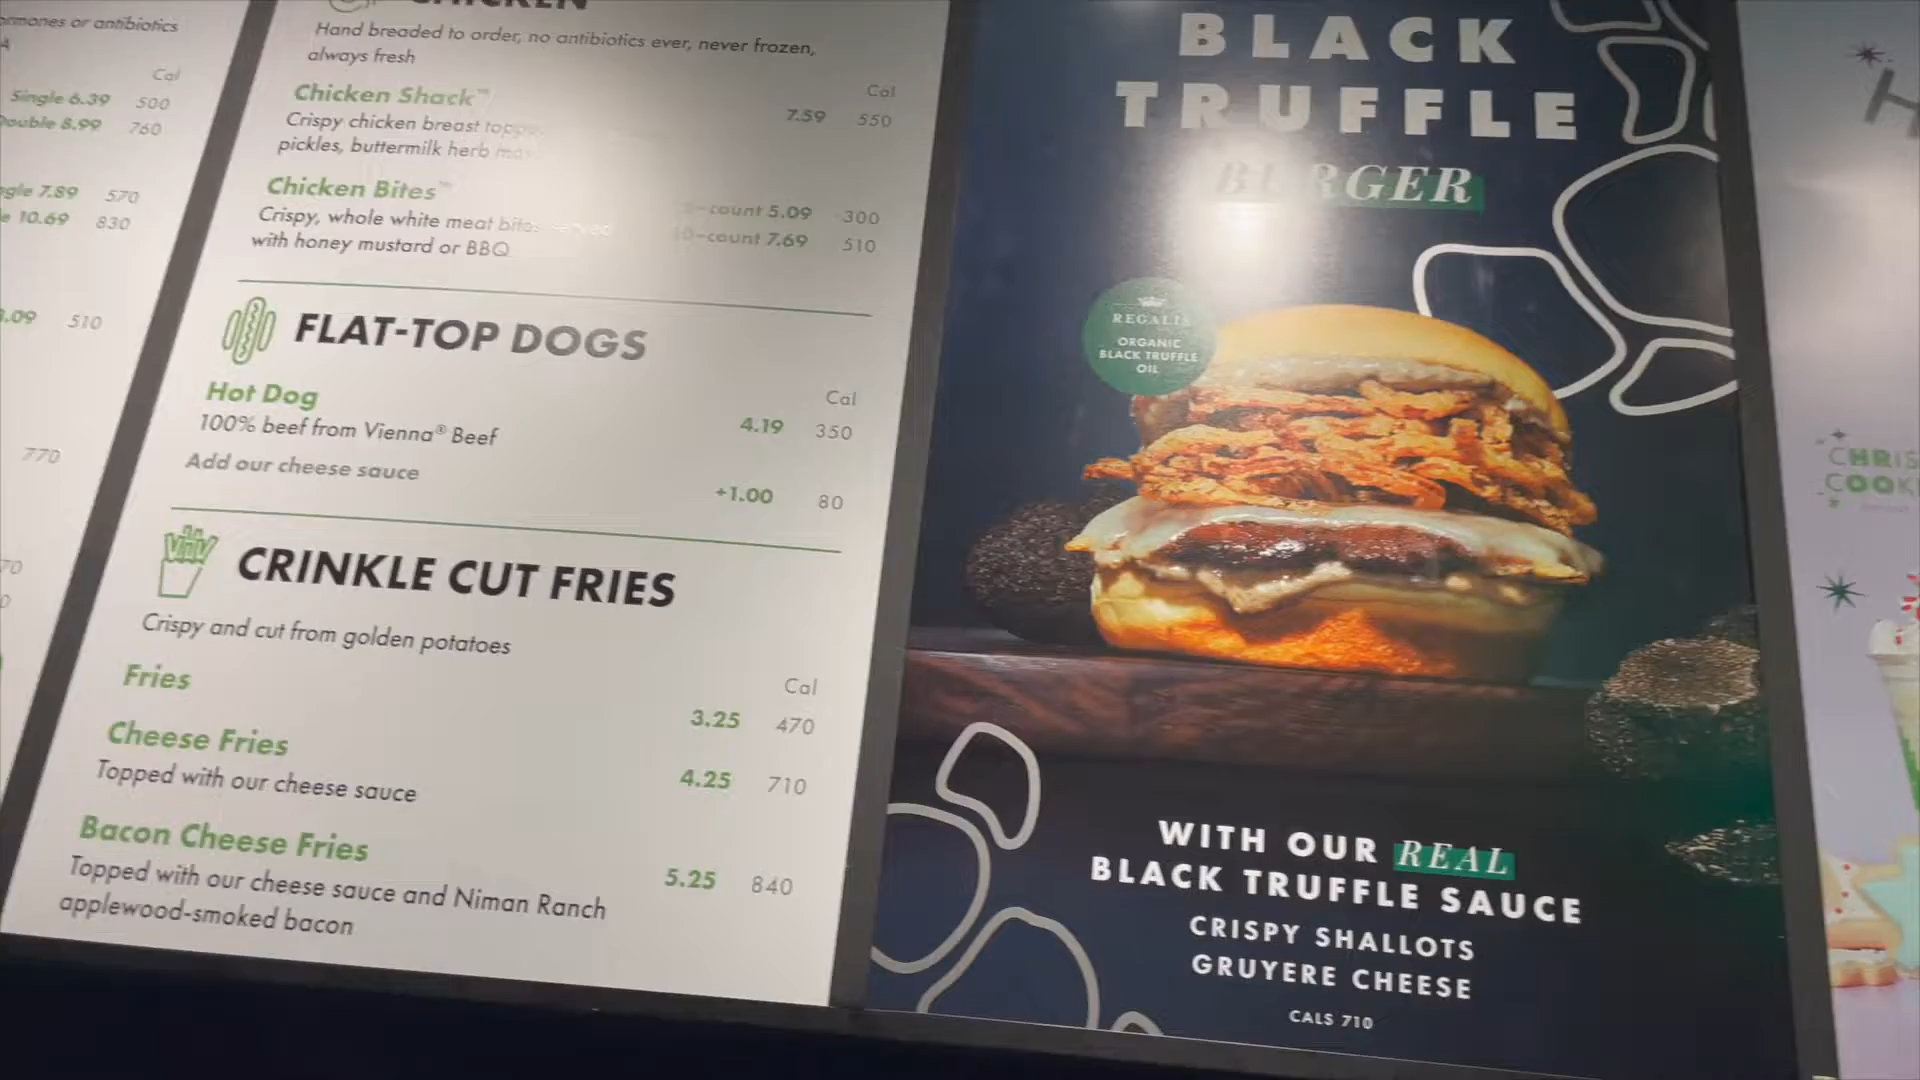 or antibiotics
Cal
Single 6.39 500
Double 8.99 760
7.89 570
10.69 830
510
770
CHICKEN
Hand breaded to order, no antibiotics ever, never frozen,
always fresh
Cal
Chicken Shack™ 7.59 550
Crispy chicken breast
pickles, buttermilk herb
Chicken Bites™
Crispy, whole white meat bites served
with honey mustard or BBQ
-count 5.09 300
10-count 7.69 510
FLAT-TOP DOGS
Cal
Hot Dog 4.19 350
100% beef from Vienna® Beef
Add our cheese sauce +1.00 80
CRINKLE CUT FRIES
Crispy and cut from golden potatoes
Cal
Fries 3.25 470
Cheese Fries 4.25 710
Topped with our cheese sauce
Bacon Cheese Fries 5.25 840
Topped with our cheese sauce and Niman Ranch
applewood-smoked bacon
BLACK
TRUFFLE
BURGER
REGALIS
ORGANIC
BLACK TRUFFLE
OIL
WITH OUR REAL
BLACK TRUFFLE SAUCE
CRISPY SHALLOTS
GRUYERE CHEESE
CALS 710